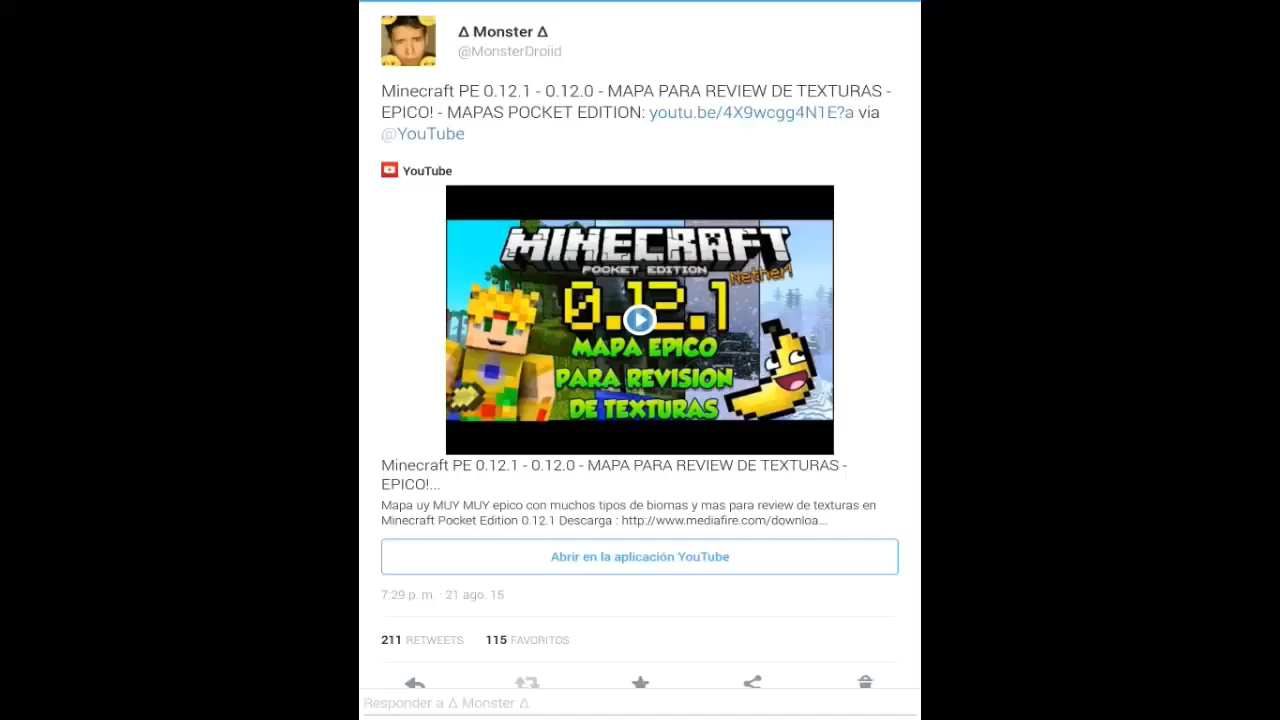 Δ Monster Δ
@MonsterDroiid
Minecraft PE 0.12.1 - 0.12.0 - MAPA PARA REVIEW DE TEXTURAS -
EPICO! - MAPAS POCKET EDITION: youtu.be/4X9wcgg4N1E?a via
@YouTube
YouTube
MINECRAFT
POCKET EDITION
Nether!
0.12.1
MAPA EPICO
PARA REVISION
DE TEXTURAS
Minecraft PE 0.12.1 - 0.12.0 - MAPA PARA REVIEW DE TEXTURAS -
EPICO!...
Mapa uy MUY MUY epico con muchos tipos de biomas y mas para review de texturas en
Minecraft Pocket Edition 0.12.1 Descarga : http://www.mediafire.com/downloa...
Abrir en la aplicación YouTube
7:29 p. m. · 21 ago. 15
211 RETWEETS 115 FAVORITOS
Responder a Δ Monster Δ